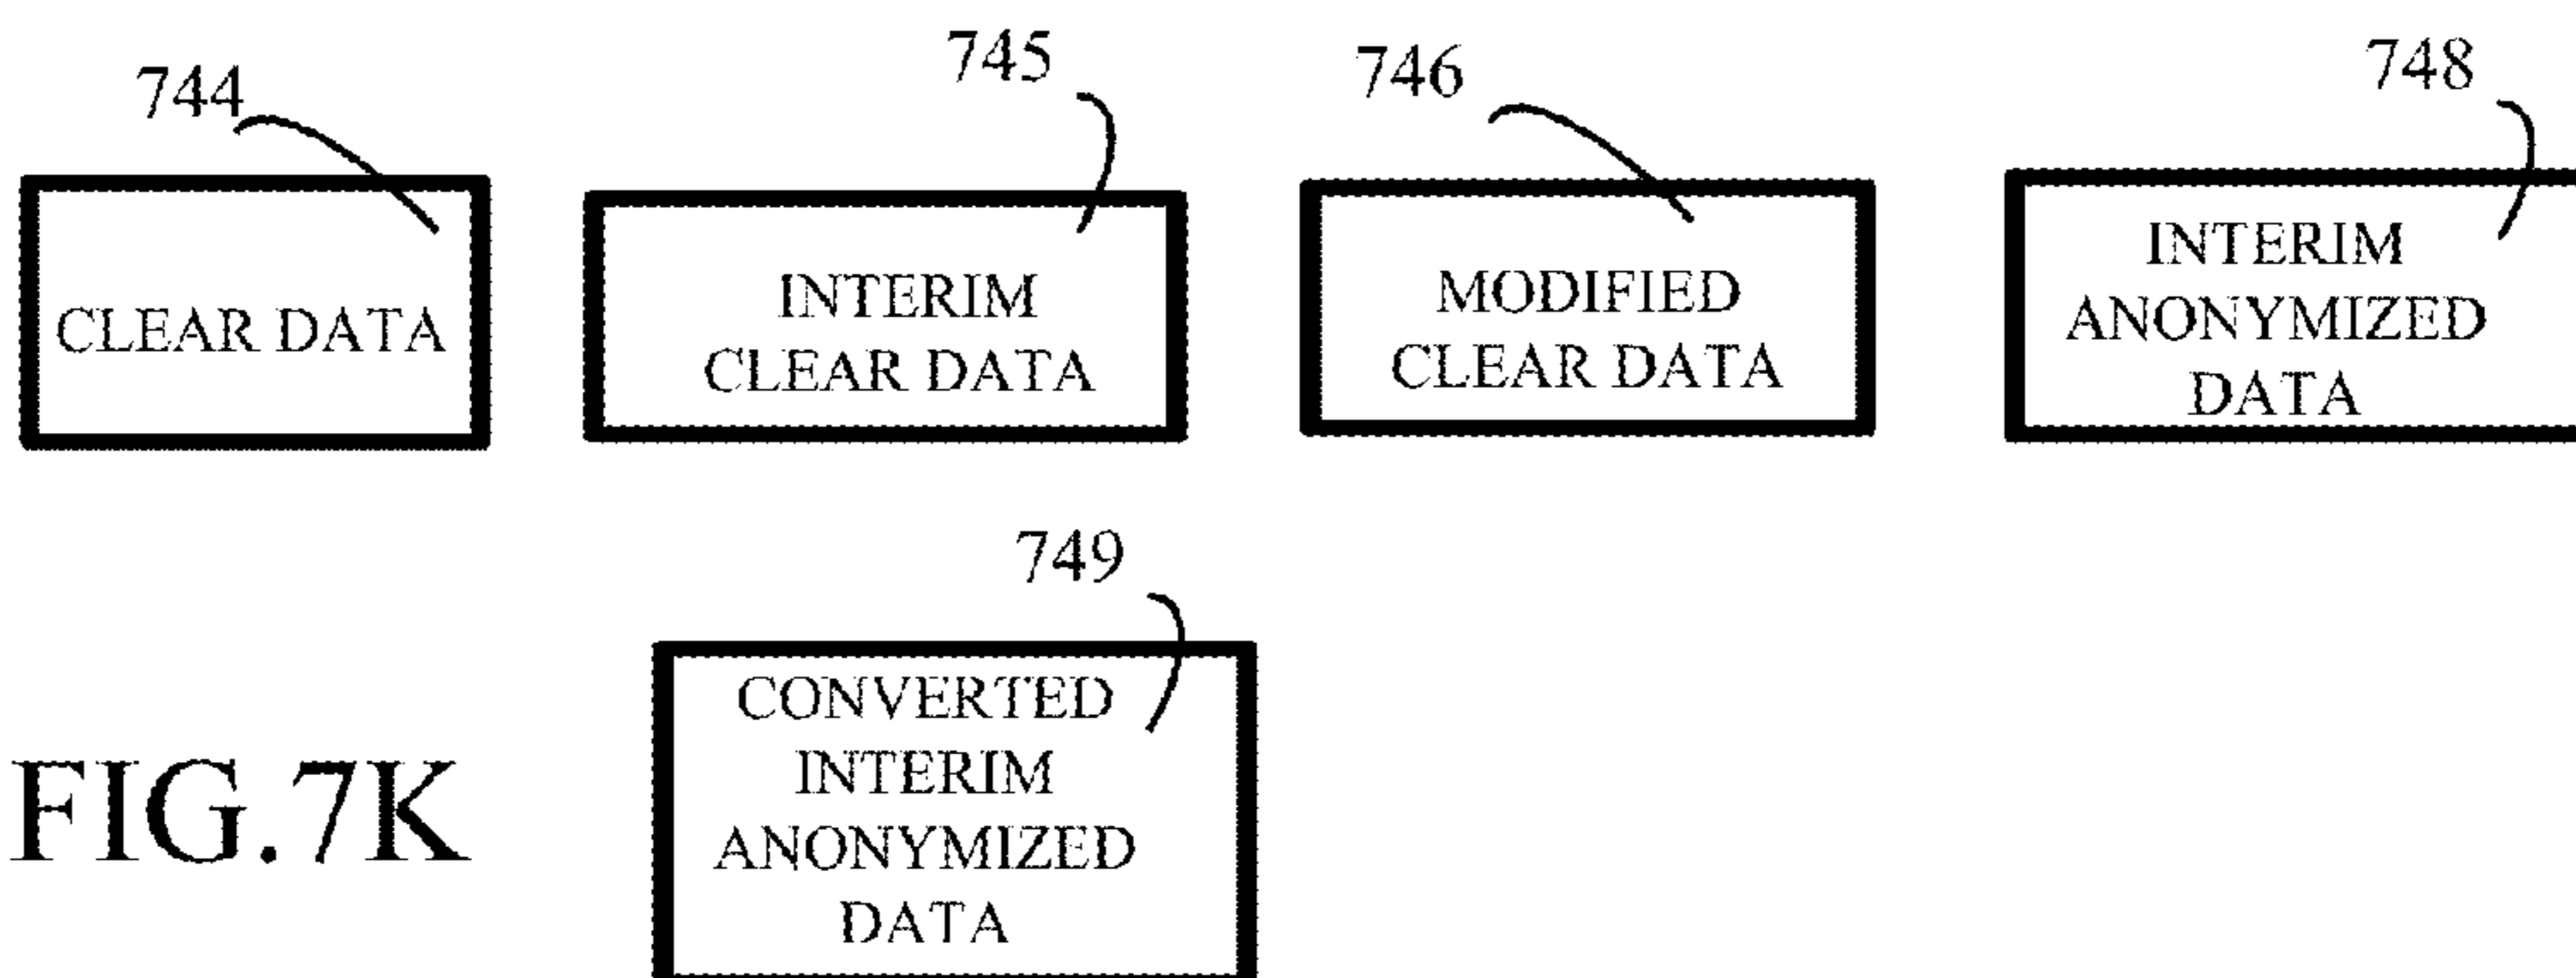 744
CLEAR DATA
745
INTERIM
CLEAR DATA
746
MODIFIED
CLEAR DATA
748
INTERIM
ANONYMIZED
DATA
749
CONVERTED
INTERIM
ANONYMIZED
DATA
FIG.7K